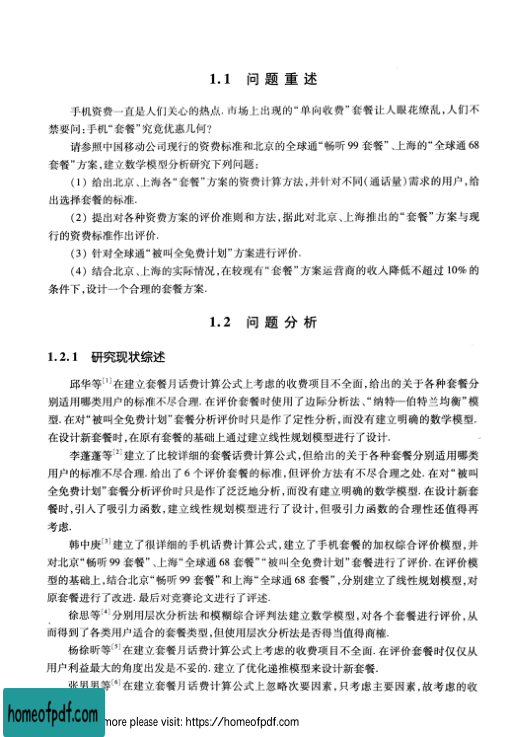 1.1 问题重述
手机资费一直是人们关心的热点.市场上出现的“单向收费”套餐让人眼花缭乱,人们不
禁要问:手机“套餐”究竟优惠几何?
请参照中国移动公司现行的资费标准和北京的全球通“畅听99套餐”、上海的“全球通68
套餐”方案,建立数学模型分析研究下列问题:
(1) 给出北京、上海各“套餐”方案的资费计算方法,并针对不同(通话量)需求的用户,给
出选择套餐的标准.
(2) 提出对各种资费方案的评价准则和方法,据此对北京、上海推出的“套餐”方案与现
行的资费标准作出评价.
(3) 针对全球通“被叫全免费计划”方案进行评价.
(4) 结合北京、上海的实际情况,在较现有“套餐”方案运营商的收入降低不超过10%的
条件下,设计一个合理的套餐方案.
1.2 问题分析
1.2.1 研究现状综述
邱华等[1]在建立套餐月话费计算公式上考虑的收费项目不全面,给出的关于各种套餐分
别适用哪类用户的标准不尽合理.在评价套餐时使用了边际分析法、“纳特—伯特兰均衡”模
型.在对“被叫全免费计划”套餐分析评价时只是作了定性分析,而没有建立明确的数学模型.
在设计新套餐时,在原有套餐的基础上通过建立线性规划模型进行了设计.
李蓬蓬等[2]建立了比较详细的套餐话费计算公式,但给出的关于各种套餐分别适用哪类
用户的标准不尽合理.给出了6个评价套餐的标准,但评价方法有不尽合理之处.在对“被叫
全免费计划”套餐分析评价时只是作了泛泛地分析,而没有建立明确的数学模型.在设计新套
餐时,引入了吸引力函数,建立线性规划模型进行了设计,但吸引力函数的合理性还值得再
考虑.
韩中庚[3]建立了很详细的手机话费计算公式,建立了手机套餐的加权综合评价模型,并
对北京“畅听99套餐”、上海“全球通68套餐”“被叫全免费计划”套餐进行了评价.在评价模
型的基础上,结合北京“畅听99套餐”和上海“全球通68套餐”,分别建立了线性规划模型,对
原套餐进行了改进.最后对竞赛论文进行了评述.
徐思等[4]分别用层次分析法和模糊综合评判法建立数学模型,对各个套餐进行评价,从
而得到了各类用户适合的套餐类型,但使用层次分析法是否得当值得商榷.
杨徐昕等[5]在建立套餐月话费计算公式上考虑的收费项目不全面.在评价套餐时仅仅从
用户利益最大的角度出发是不妥的.建立了优化递推模型来设计新套餐.
张男男等[6]在建立套餐月话费计算公式上忽略次要因素,只考虑主要因素,故考虑的收
homeofpdf.com
more please visit: https://homeofpdf.com